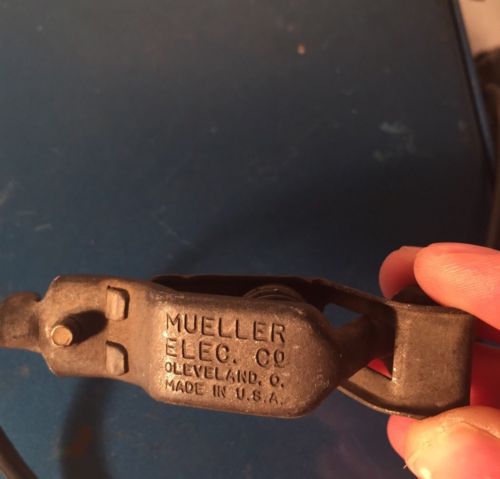 MUELLER
ELEC. CO
CLEVELAND, O.
MADE IN U.S.A.